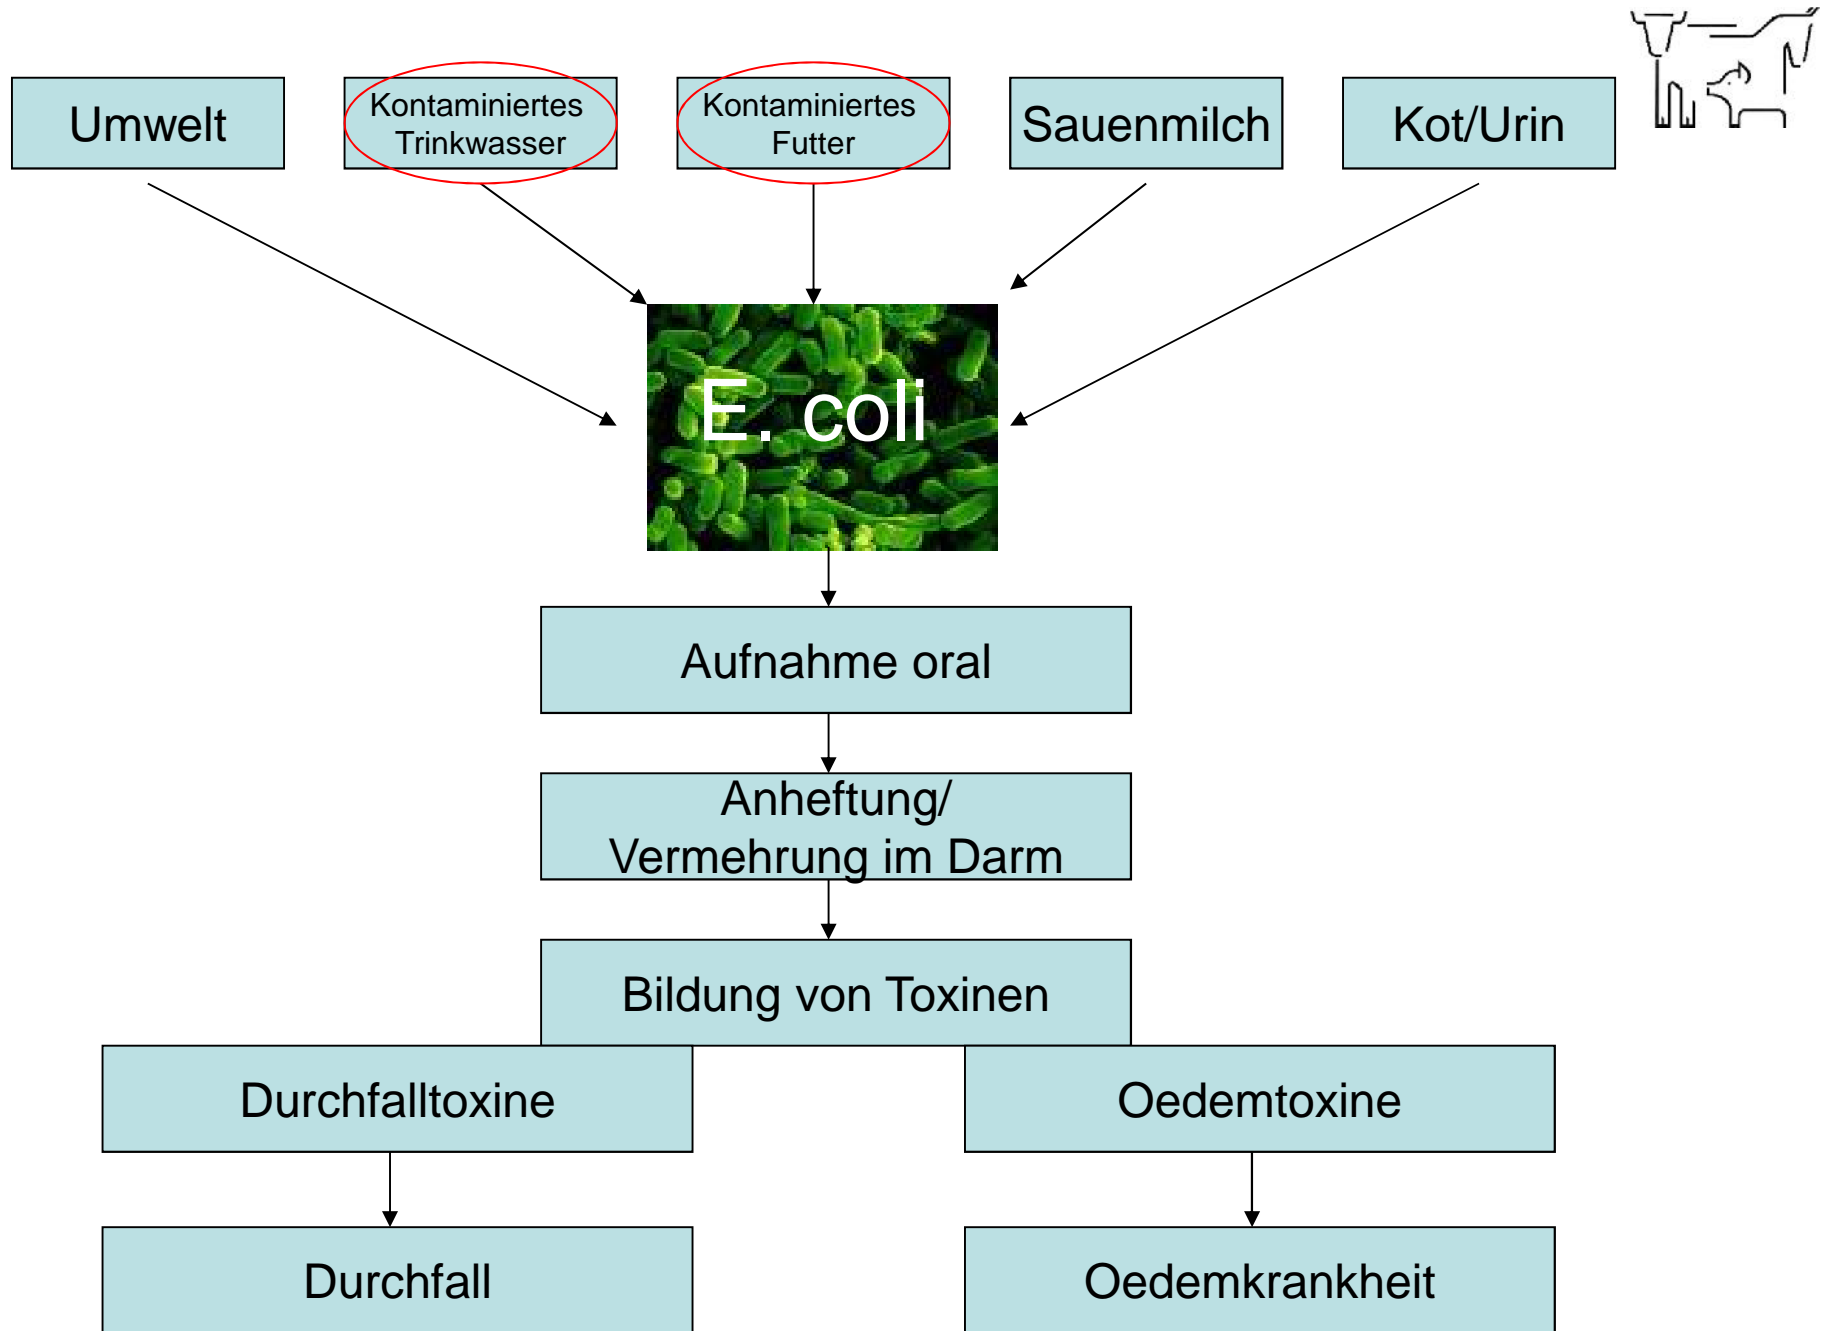 Umwelt
Kontaminiertes
Trinkwasser
Kontaminiertes
Futter
Sauenmilch
Kot/Urin
E. coli
Aufnahme oral
Anheftung/
Vermehrung im Darm
Bildung von Toxinen
Durchfalltoxine
Oedemtoxine
Durchfall
Oedemkrankheit